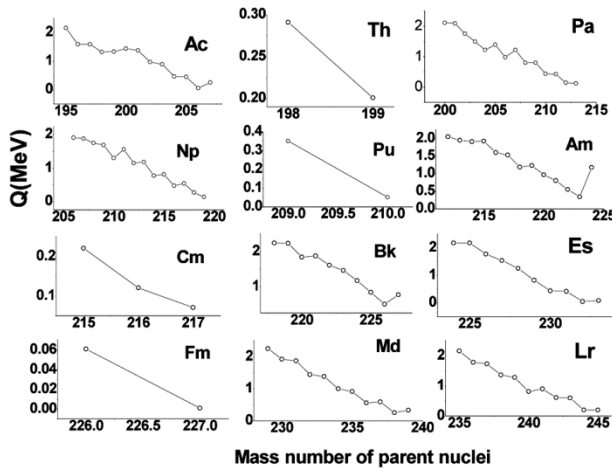 Q(MeV)
Ac
2
1
0
195 200 205
Th
0.30
0.25
0.20
198 199
Pa
2
1
0
200 205 210 215
Np
2
1
0
205 210 215 220
Pu
0.4
0.3
0.2
0.1
0.0
209.0 209.5 210.0
Am
2.0
1.5
1.0
0.5
0.0
215 220 225
Cm
0.2
0.1
215 216 217
Bk
2
1
220 225
Es
2
1
0
225 230
Fm
0.06
0.04
0.02
0.00
226.0 226.5 227.0
Md
2
1
0
230 235 240
Lr
2
1
0
235 240 245
Mass number of parent nuclei